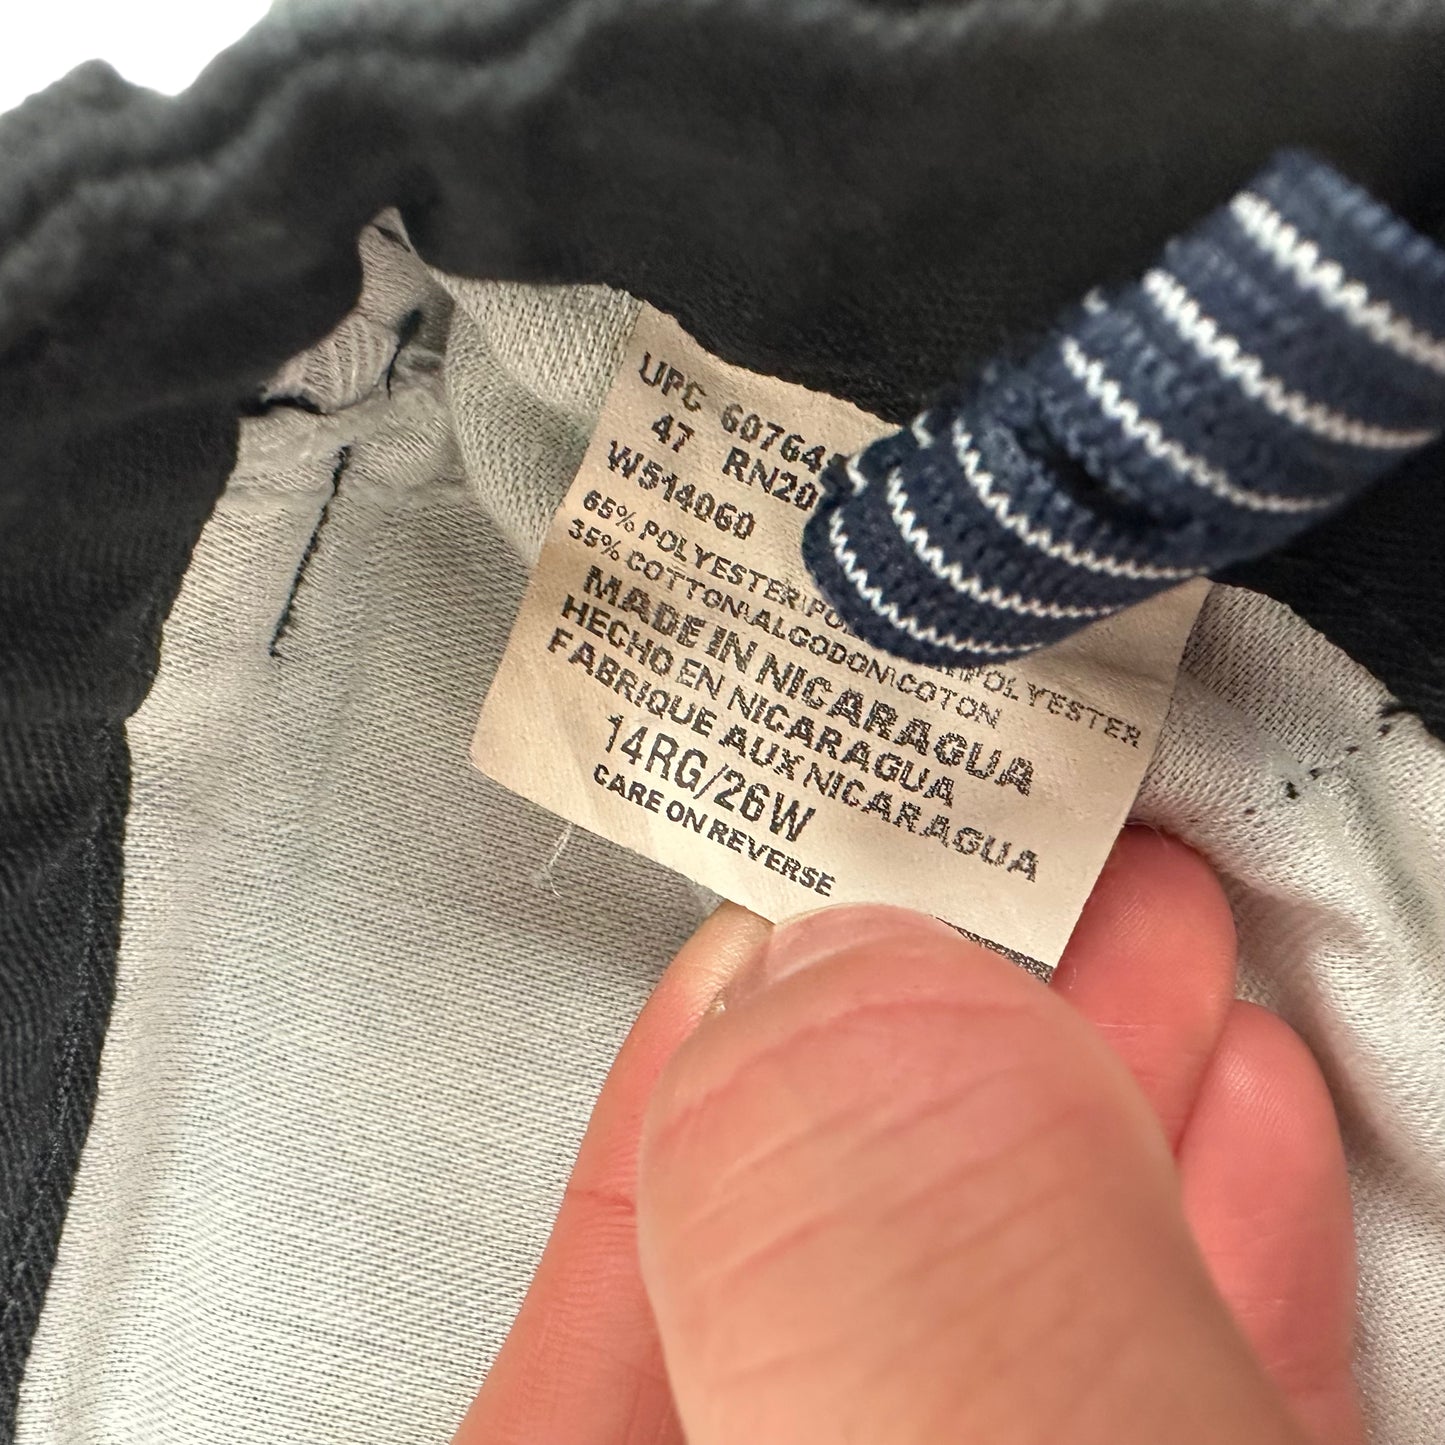 UPC 60764
47 RN20
W514060
65% POLYESTER\PO POLYESTER
35% COTTON\ALGODON\COTON
MADE IN NICARAGUA
HECHO EN NICARAGUA
FABRIQUE AUX NICARAGUA
14RG/26W
CARE ON REVERSE